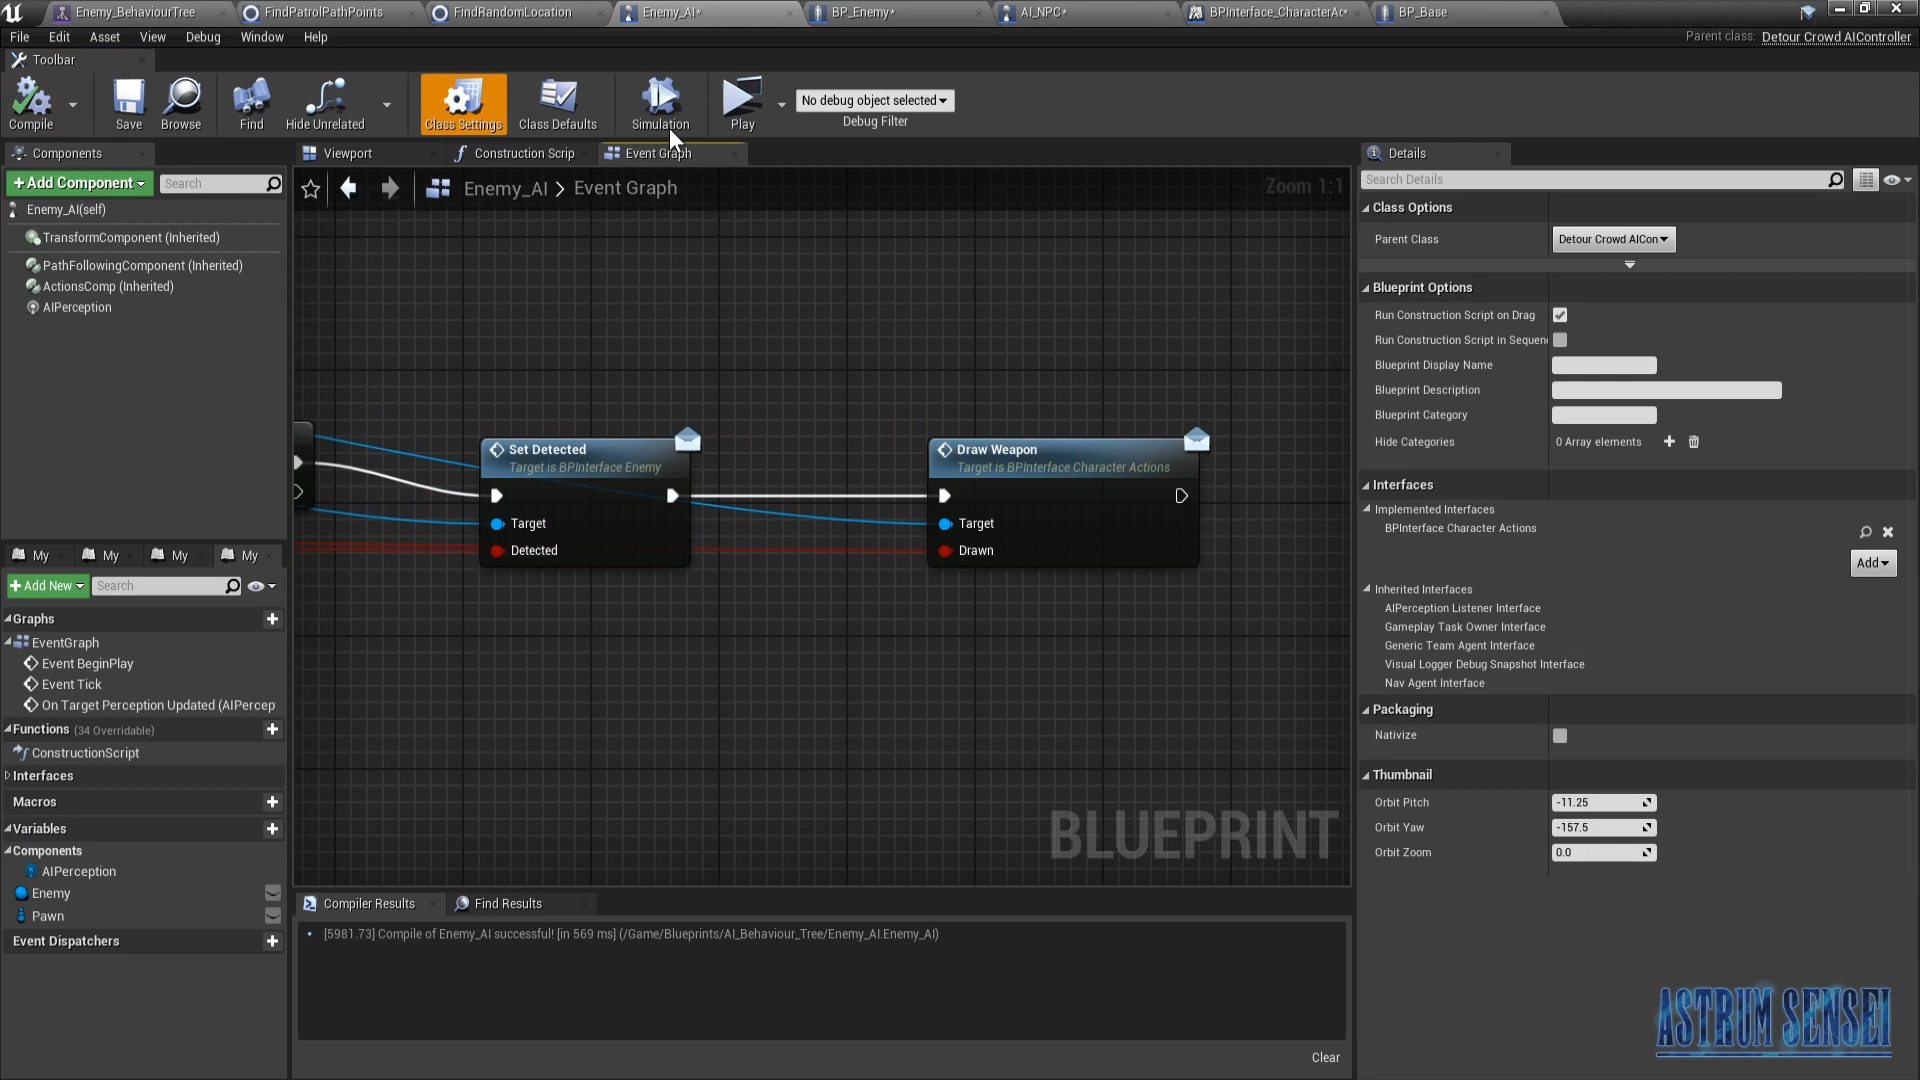 Enemy_BehaviourTree
FindPatrolPathPoints
FindRandomLocation
Enemy_AI*
BP_Enemy*
AI_NPC*
BPInterface_CharacterAc*
BP_Base
File Edit Asset View Debug Window Help
Parent class: Detour Crowd AIController
Toolbar
Compile
Save
Browse
Find
Hide Unrelated
Class Settings
Class Defaults
Simulation
Play
No debug object selected
Debug Filter
Components
Viewport
Construction Scrip
Event Graph
Details
+Add Component
Search
Enemy_AI > Event Graph
Zoom 1:1
Search Details
Enemy_AI(self)
TransformComponent (Inherited)
PathFollowingComponent (Inherited)
ActionsComp (Inherited)
AIPerception
Set Detected
Target is BPInterface Enemy
Target
Detected
Draw Weapon
Target is BPInterface Character Actions
Target
Drawn
BLUEPRINT
My
My
My
My
+Add New
Search
Graphs
EventGraph
Event BeginPlay
Event Tick
On Target Perception Updated (AIPercep
Functions (34 Overridable)
ConstructionScript
Interfaces
Macros
Variables
Components
AIPerception
Enemy
Pawn
Event Dispatchers
Class Options
Parent Class
Detour Crowd AICon
Blueprint Options
Run Construction Script on Drag
Run Construction Script in Sequen
Blueprint Display Name
Blueprint Description
Blueprint Category
Hide Categories
0 Array elements
Interfaces
Implemented Interfaces
BPInterface Character Actions
Add
Inherited Interfaces
AIPerception Listener Interface
Gameplay Task Owner Interface
Generic Team Agent Interface
Visual Logger Debug Snapshot Interface
Nav Agent Interface
Packaging
Nativize
Thumbnail
Orbit Pitch
-11.25
Orbit Yaw
-157.5
Orbit Zoom
0.0
Compiler Results
Find Results
[5981.73] Compile of Enemy_AI successful! [in 569 ms] (/Game/Blueprints/AI_Behaviour_Tree/Enemy_AI.Enemy_AI)
Clear
ASTRUM SENSEI